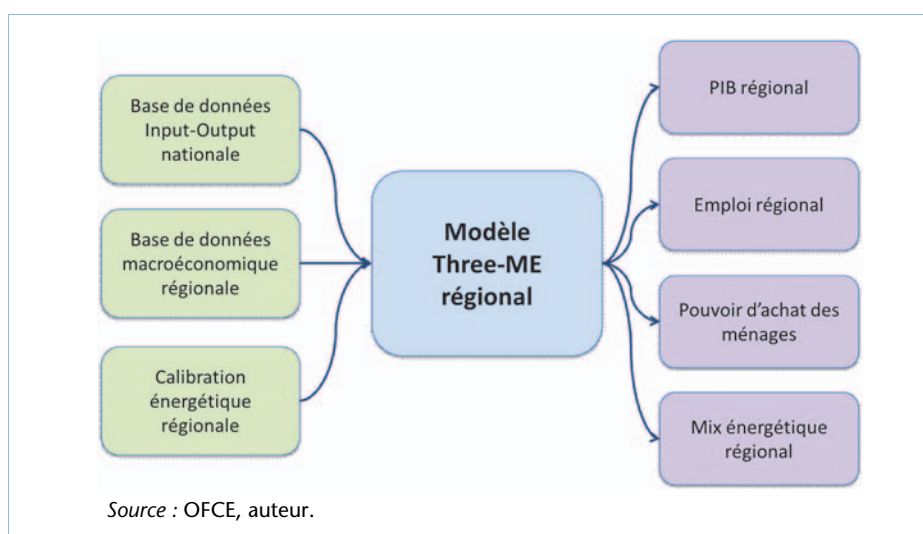 Base de données
Input-Output
nationale
Base de données
macroéconomique
régionale
Calibration
énergétique
régionale
Modèle
Three-ME
régional
PIB régional
Emploi régional
Pouvoir d'achat des
ménages
Mix énergétique
régional
Source : OFCE, auteur.